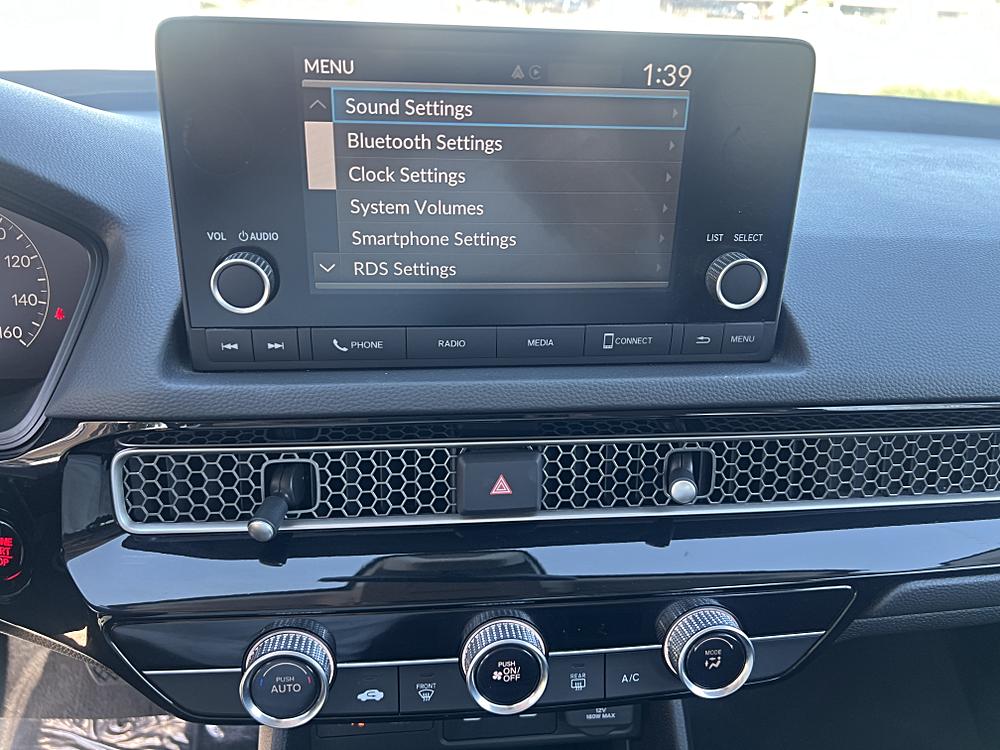 MENU
1:39
Sound Settings
Bluetooth Settings
Clock Settings
System Volumes
Smartphone Settings
RDS Settings
VOL AUDIO
LIST SELECT
PHONE
RADIO
MEDIA
CONNECT
MENU
120
140
160
PUSH
AUTO
FRONT
PUSH
ON/
OFF
REAR
A/C
MODE
12V
180W MAX